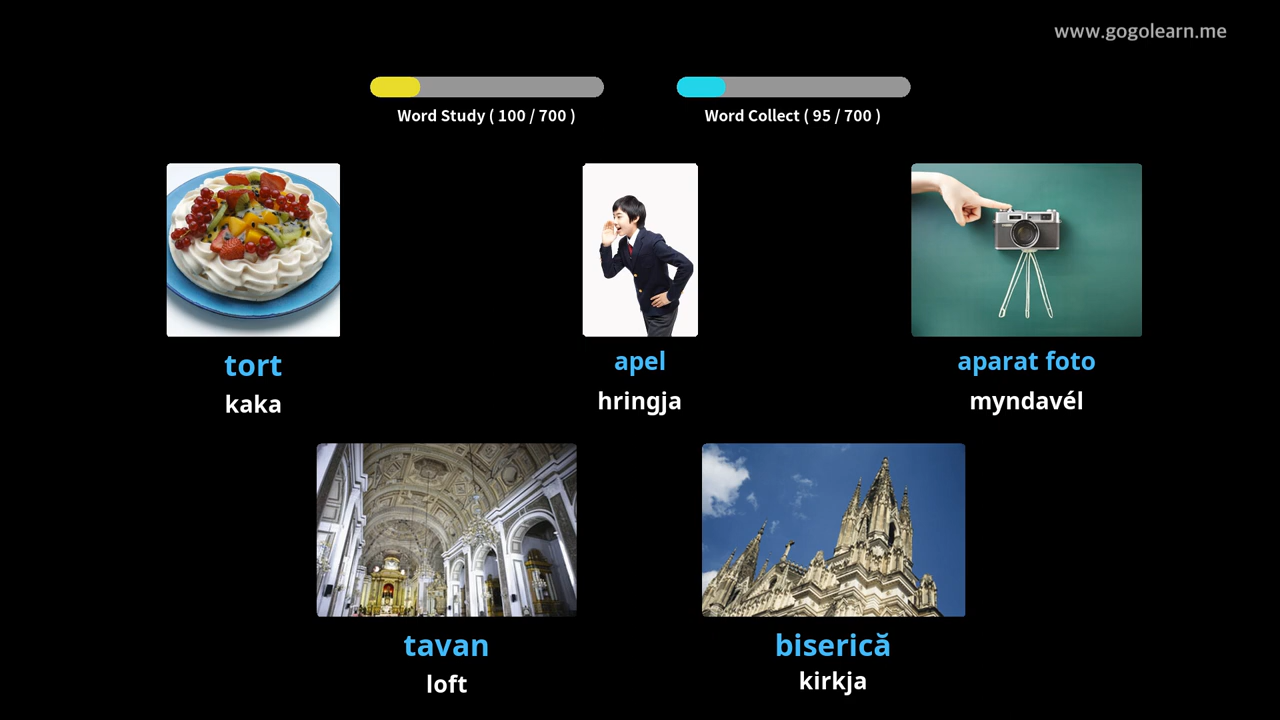 www.gogolearn.me
Word Study ( 100 / 700 )
Word Collect ( 95 / 700 )
tort
kaka
apel
hringja
aparat foto
myndavél
tavan
loft
biserică
kirkja